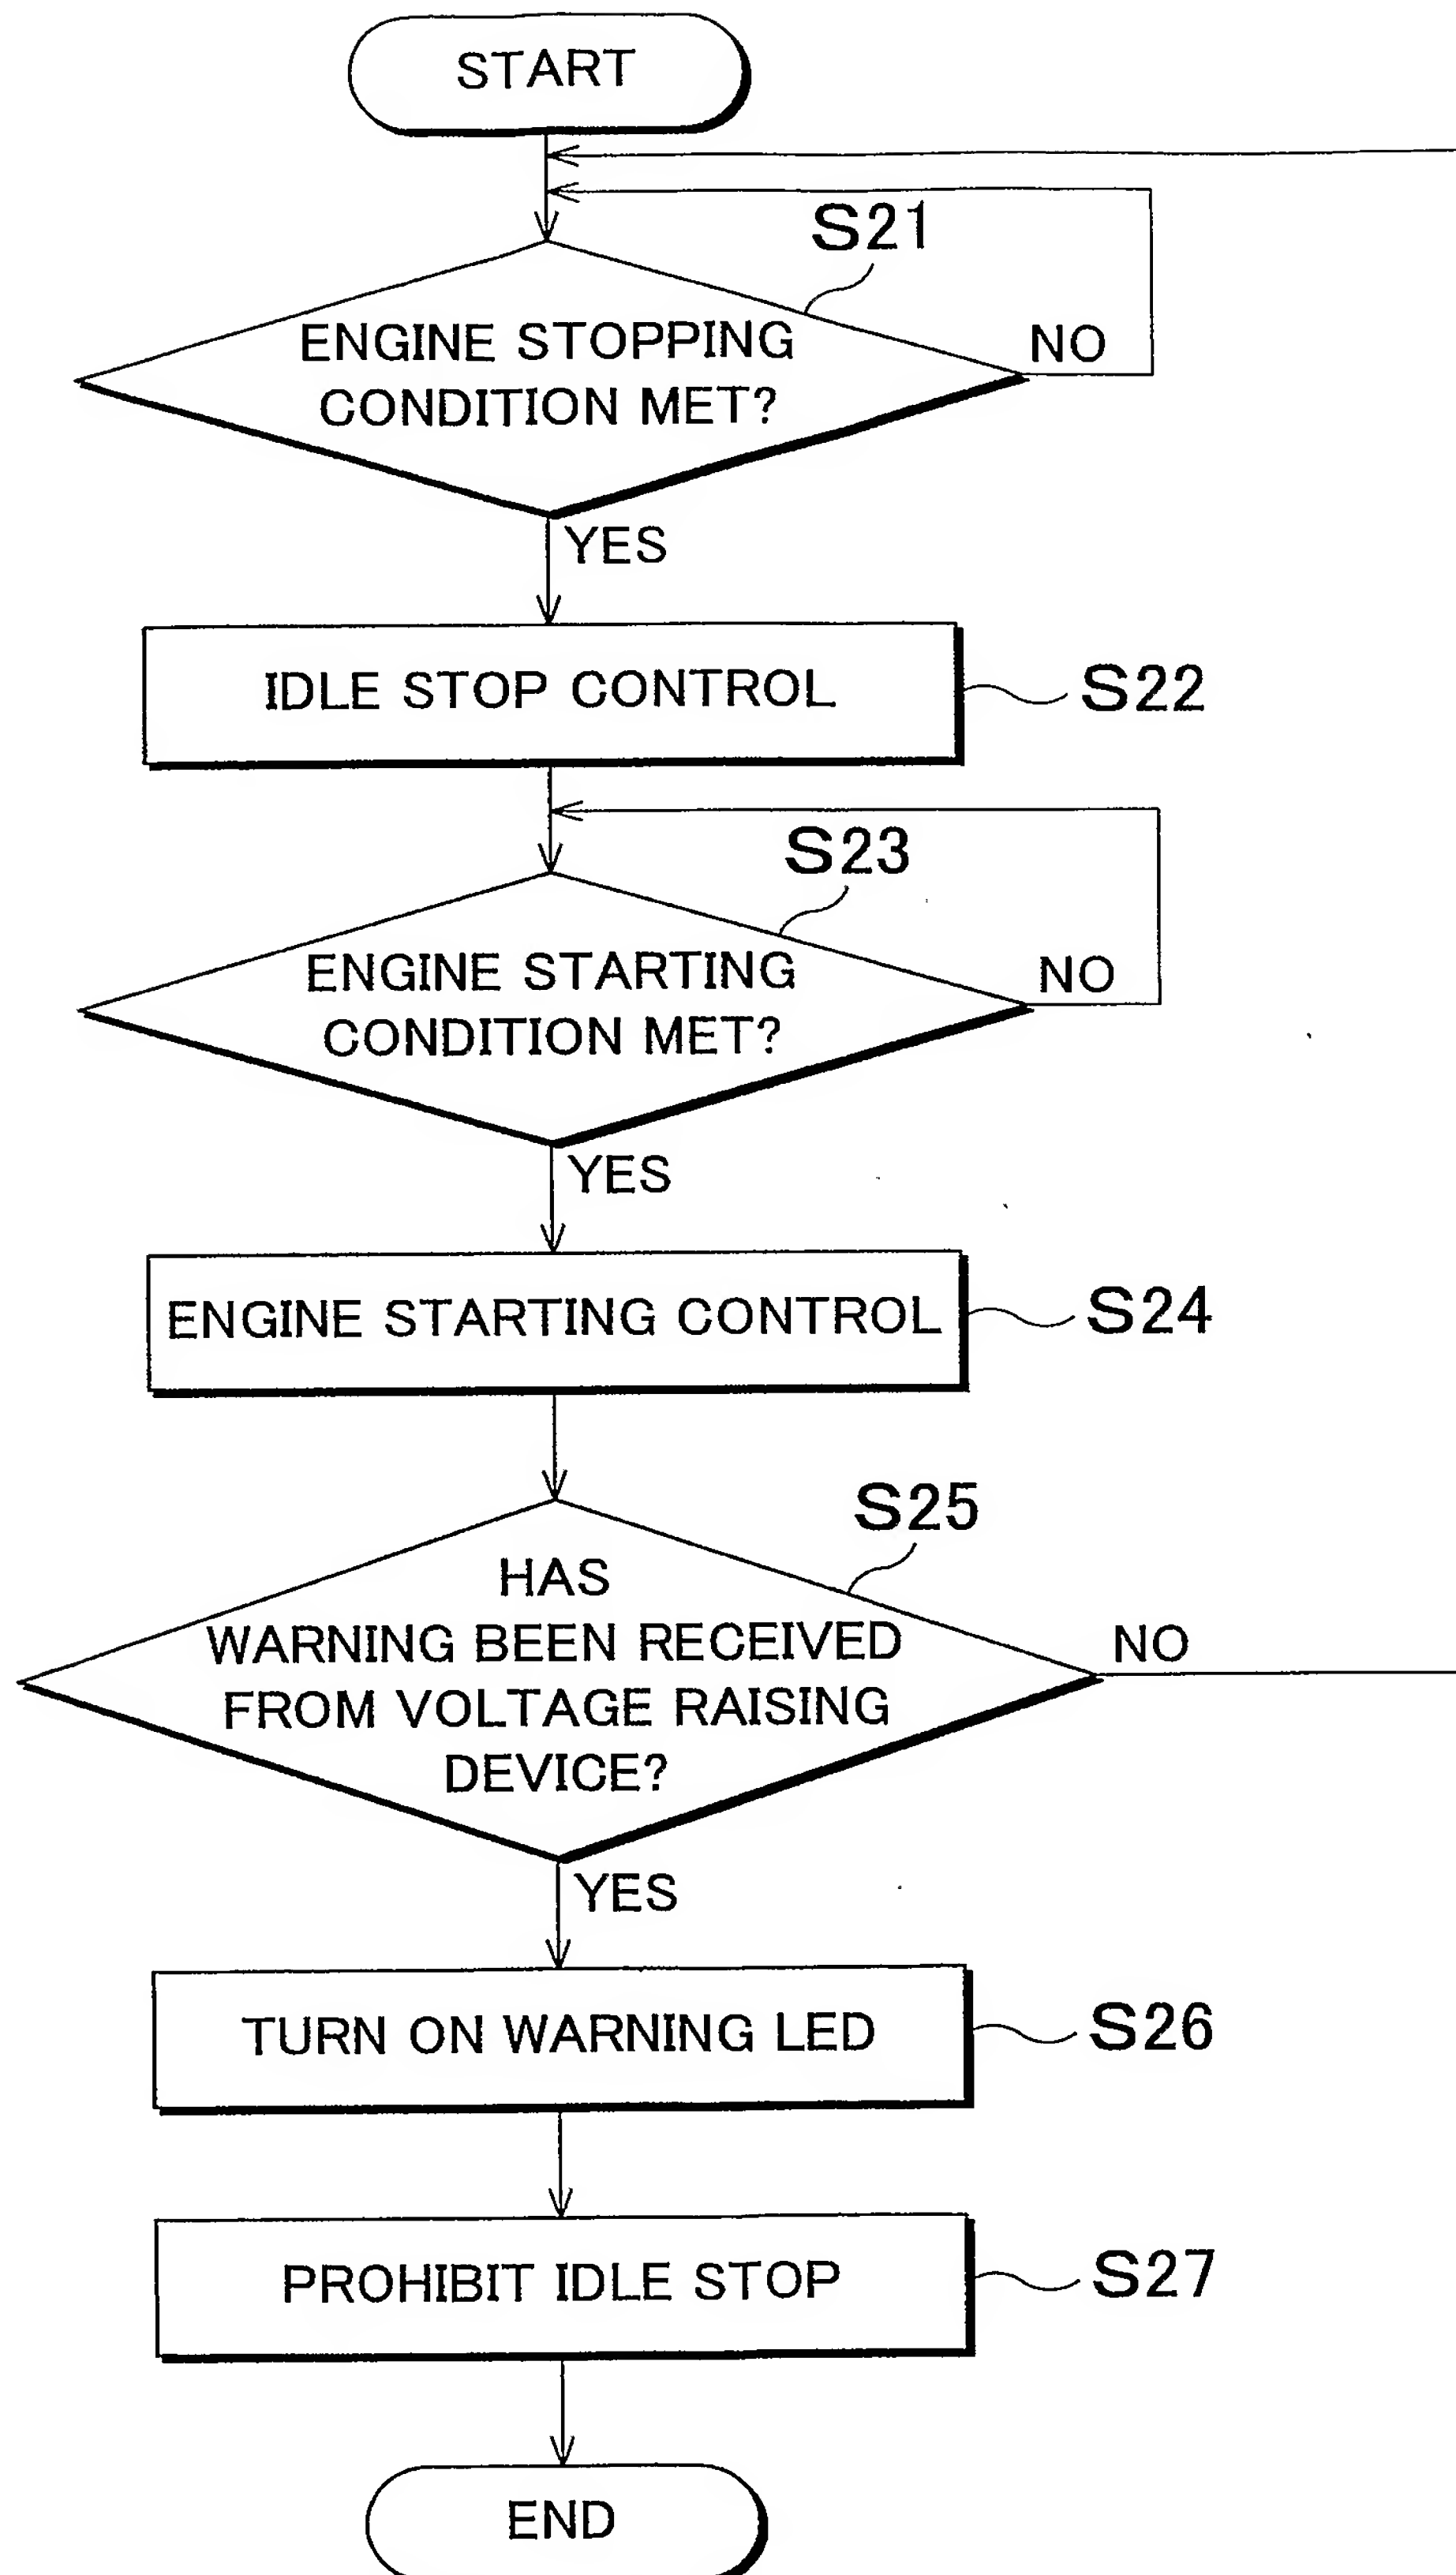 START
S21
ENGINE STOPPING
CONDITION MET?
NO
YES
IDLE STOP CONTROL
S22
S23
ENGINE STARTING
CONDITION MET?
NO
YES
ENGINE STARTING CONTROL
S24
S25
HAS
WARNING BEEN RECEIVED
FROM VOLTAGE RAISING
DEVICE?
NO
YES
TURN ON WARNING LED
S26
PROHIBIT IDLE STOP
S27
END